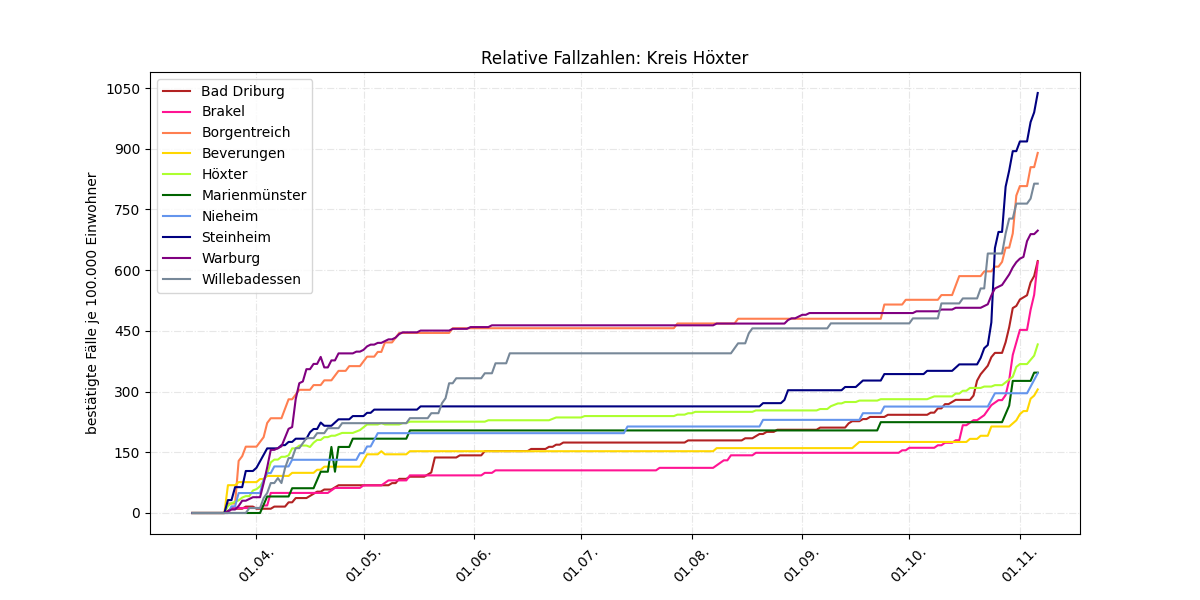 Relative Fallzahlen: Kreis Höxter
bestätigte Fälle je 100.000 Einwohner
1050
900
750
600
450
300
150
0
Bad Driburg
Brakel
Borgentreich
Beverungen
Höxter
Marienmünster
Nieheim
Steinheim
Warburg
Willebadessen
01.04.
01.05.
01.06.
01.07.
01.08.
01.09.
01.10.
01.11.